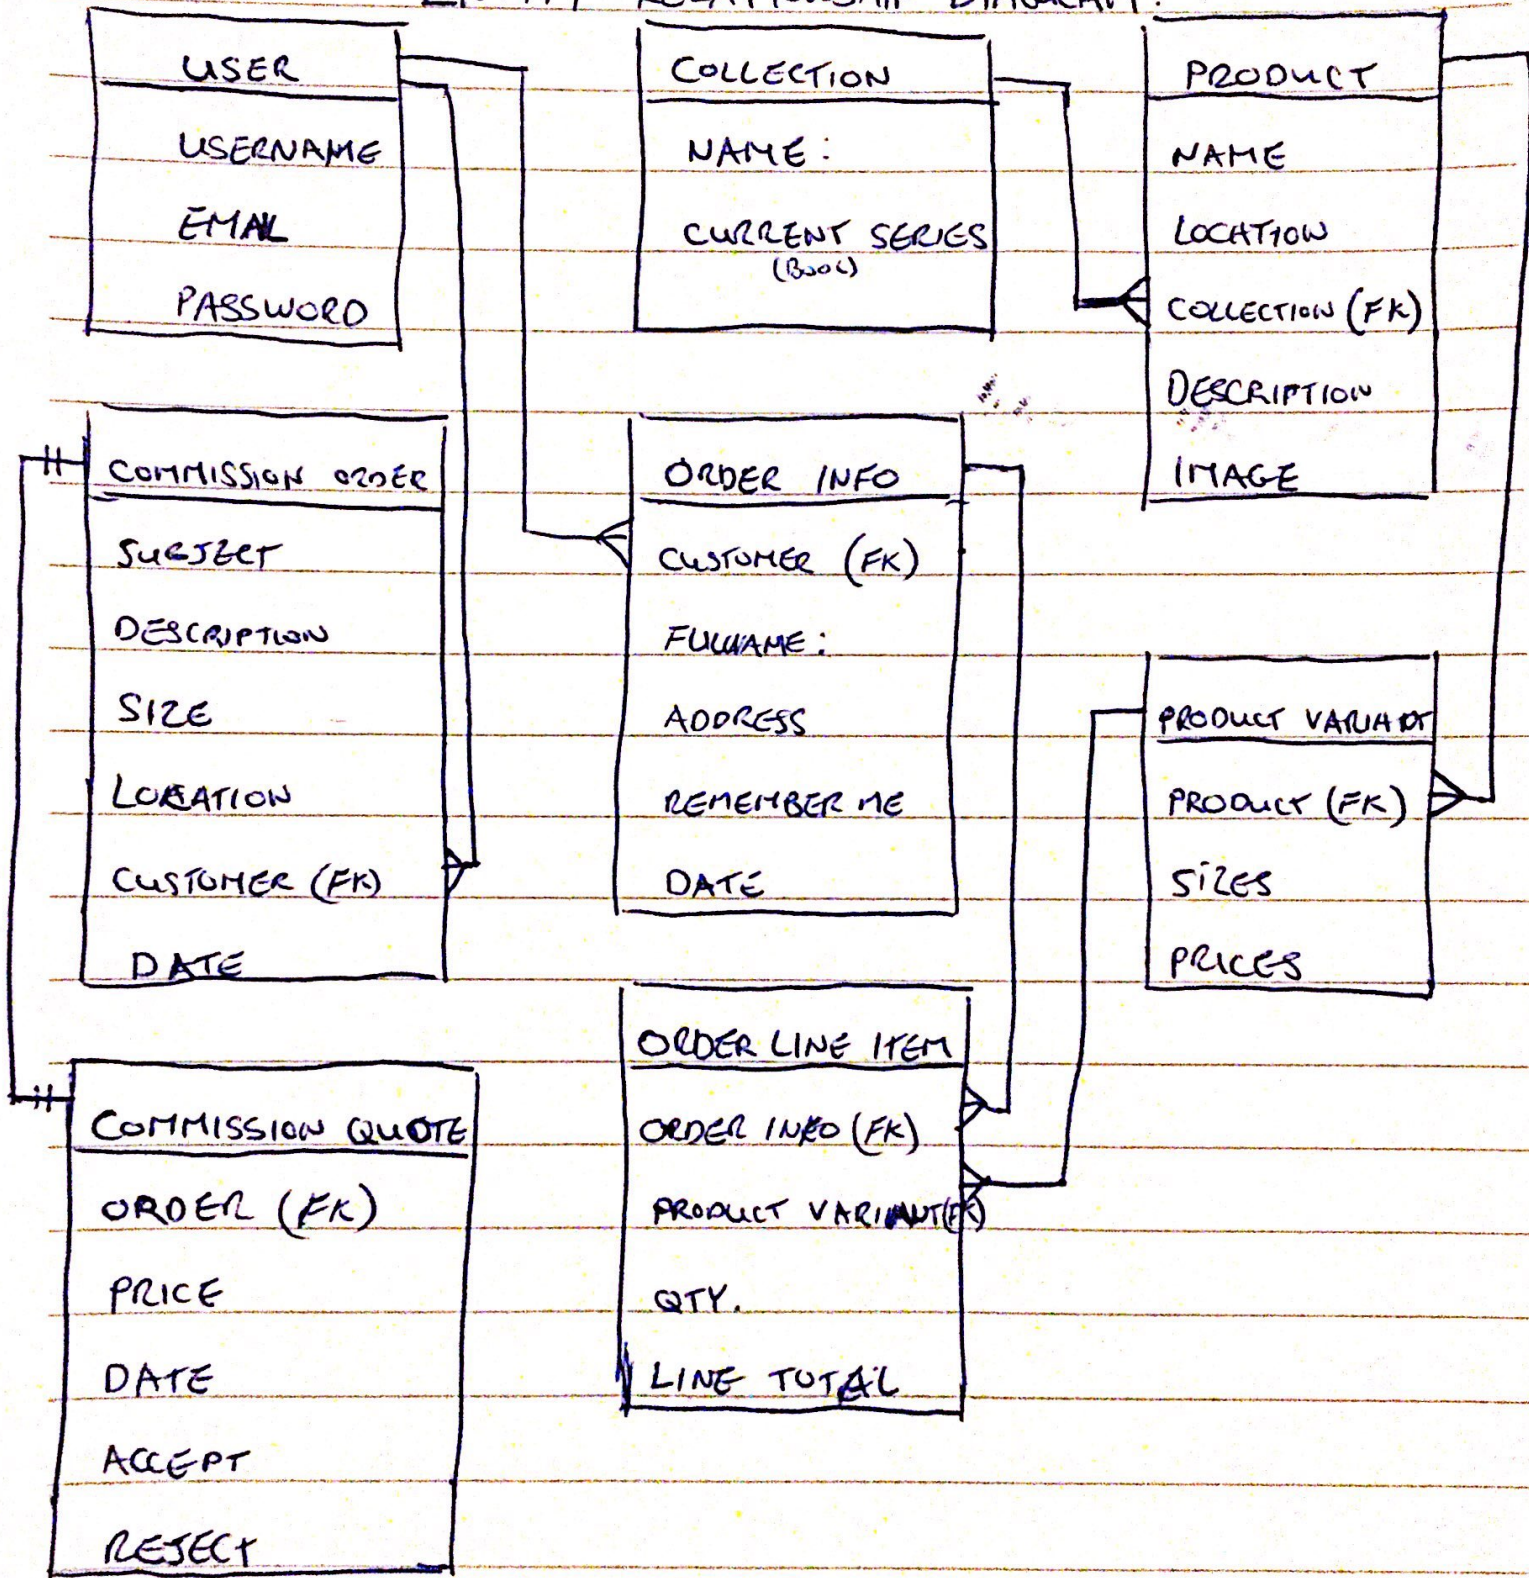 RELATIONSHIP DIAGRAM.
USER
USERNAME
EMAIL
PASSWORD
COLLECTION
NAME:
CURRENT SERIES
(BOOL)
PRODUCT
NAME
LOCATION
COLLECTION (FK)
DESCRIPTION
IMAGE
COMMISSION ORDER
SUBJECT
DESCRIPTION
SIZE
LOCATION
CUSTOMER (FK)
DATE
ORDER INFO
CUSTOMER (FK)
FULLNAME:
ADDRESS
REMEMBER ME
DATE
PRODUCT VARIANT
PRODUCT (FK)
SIZES
PRICES
ORDER LINE ITEM
ORDER INFO (FK)
PRODUCT VARIANT (FK)
QTY.
LINE TOTAL
COMMISSION QUOTE
ORDER (FK)
PRICE
DATE
ACCEPT
REJECT